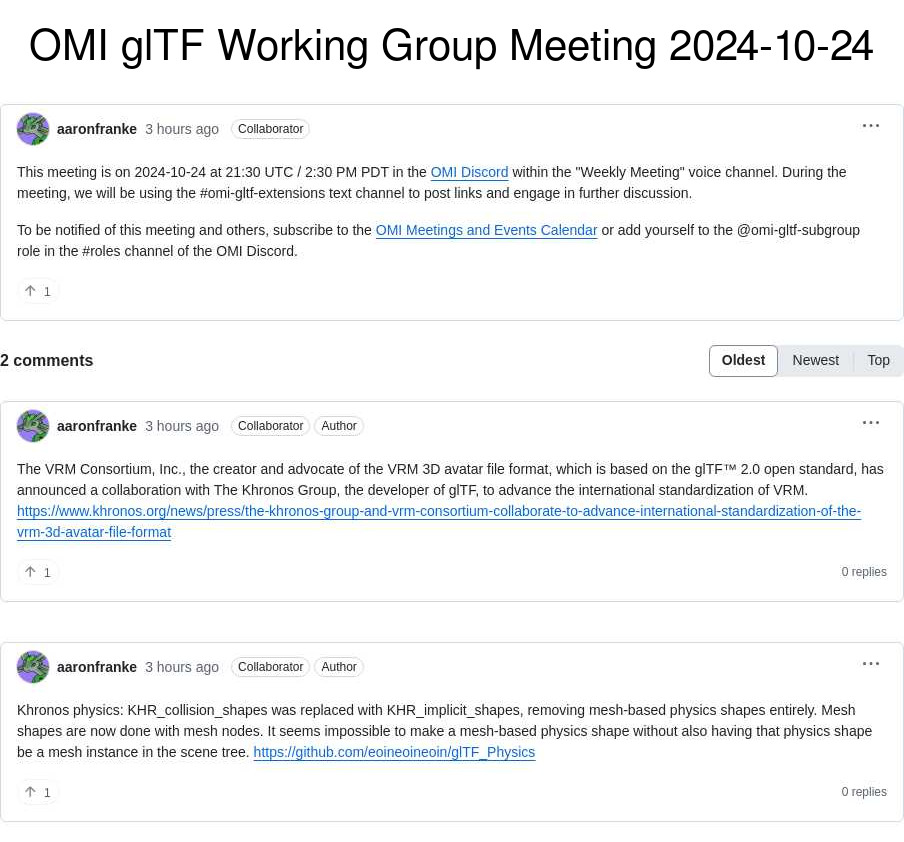 OMI glTF Working Group Meeting 2024-10-24
aaronfranke 3 hours ago Collaborator
This meeting is on 2024-10-24 at 21:30 UTC / 2:30 PM PDT in the OMI Discord within the "Weekly Meeting" voice channel. During the
meeting, we will be using the #omi-gltf-extensions text channel to post links and engage in further discussion.
To be notified of this meeting and others, subscribe to the OMI Meetings and Events Calendar or add yourself to the @omi-gltf-subgroup
role in the #roles channel of the OMI Discord.
↑ 1
2 comments
Oldest Newest Top
aaronfranke 3 hours ago Collaborator Author
The VRM Consortium, Inc., the creator and advocate of the VRM 3D avatar file format, which is based on the glTF™ 2.0 open standard, has
announced a collaboration with The Khronos Group, the developer of glTF, to advance the international standardization of VRM.
https://www.khronos.org/news/press/the-khronos-group-and-vrm-consortium-collaborate-to-advance-international-standardization-of-the-
vrm-3d-avatar-file-format
↑ 1 0 replies
aaronfranke 3 hours ago Collaborator Author
Khronos physics: KHR_collision_shapes was replaced with KHR_implicit_shapes, removing mesh-based physics shapes entirely. Mesh
shapes are now done with mesh nodes. It seems impossible to make a mesh-based physics shape without also having that physics shape
be a mesh instance in the scene tree. https://github.com/eoineoineoin/glTF_Physics
↑ 1 0 replies